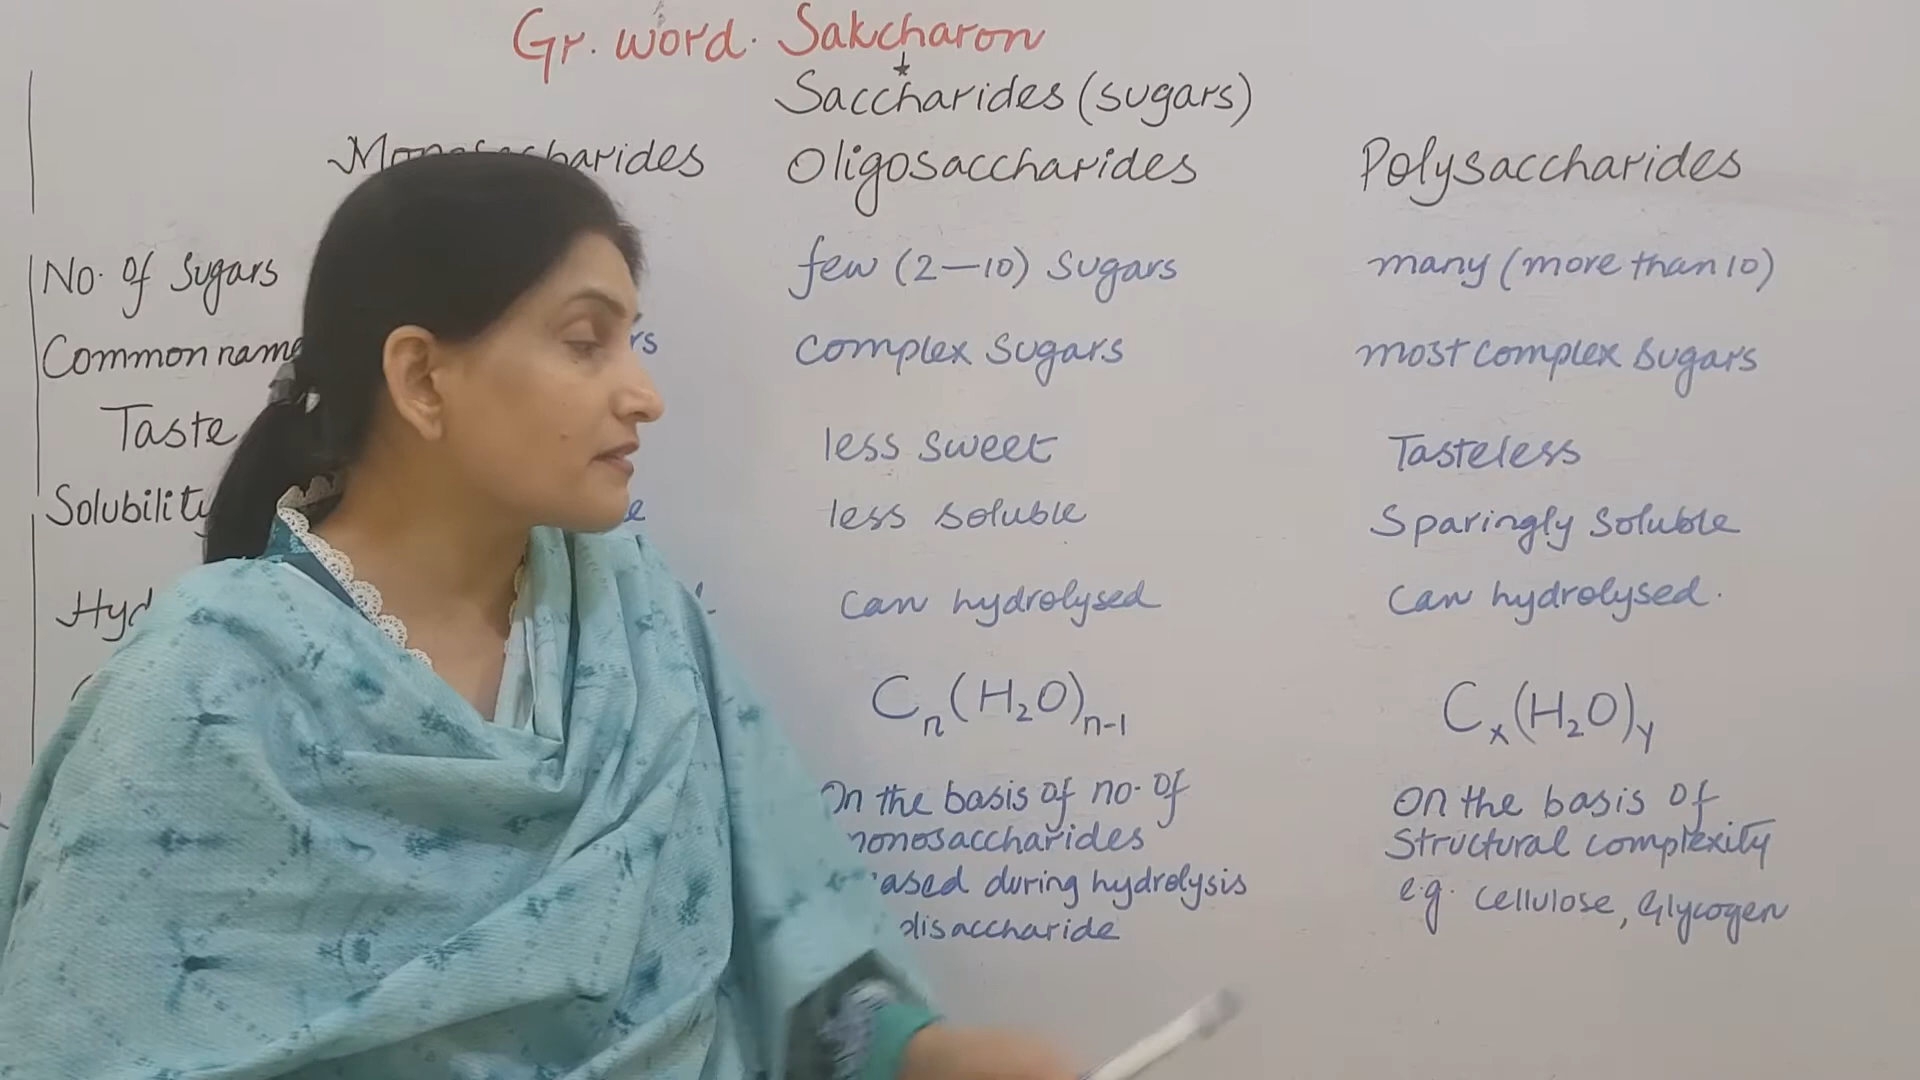 Gr. word. Sakcharon
Saccharides (sugars)
Oligosaccharides Polysaccharides
No. of Sugars few (2-10) Sugars many (more than 10)
Common name complex Sugars most complex Sugars
Taste less sweet Tasteless
Solubility less soluble Sparingly Soluble
can hydrolysed can hydrolysed.
Cn(H2O)n-1 Cx(H2O)y
On the basis of no. of On the basis of
monosaccharides Structural complexity
during hydrolysis e.g. cellulose, Glycogen
disaccharide